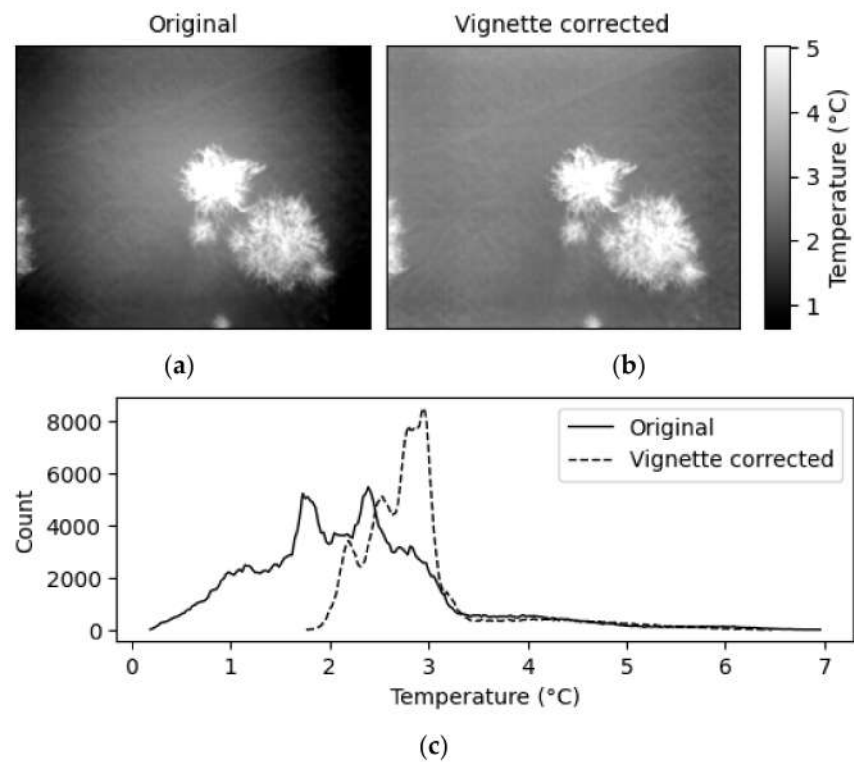 Original
Vignette corrected
5
4
3
2
1
Temperature (°C)
(a)
(b)
8000
6000
4000
2000
0
Count
Original
Vignette corrected
0 1 2 3 4 5 6 7
Temperature (°C)
(c)